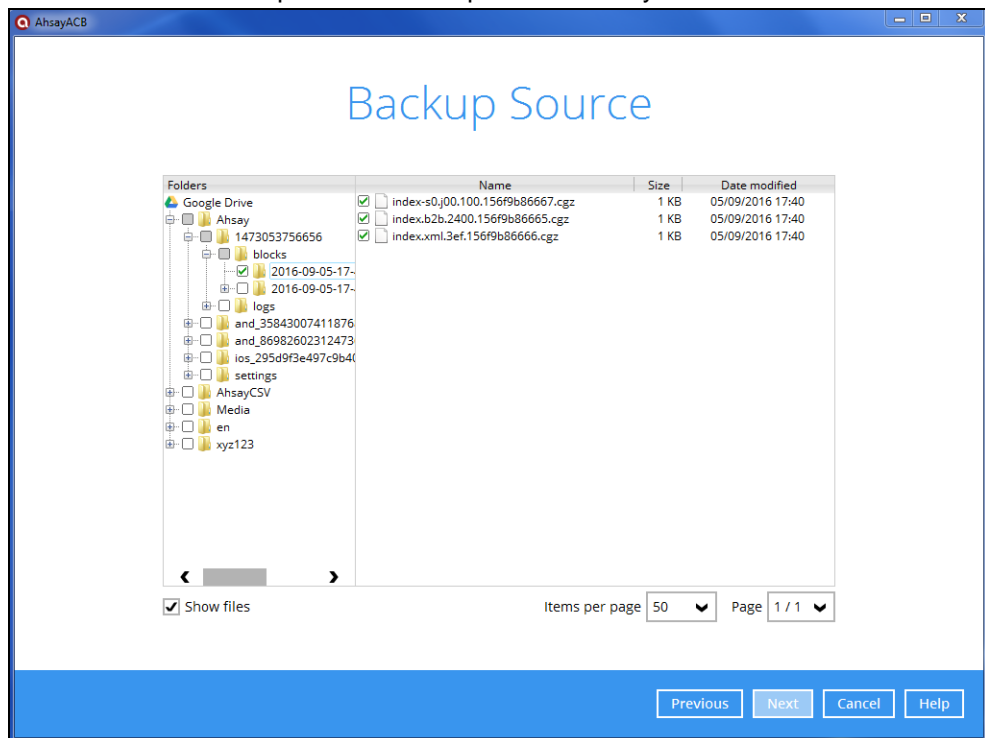 AhsayACB
Backup Source
Folders Name Size Date modified
Google Drive
Ahsay
1473053756656
blocks
2016-09-05-17-
2016-09-05-17-
logs
and_35843007411876
and_86982602312473
ios_295d9f3e497c9b40
settings
AhsayCSV
Media
en
xyz123
index-s0.j00.100.156f9b86667.cgz 1 KB 05/09/2016 17:40
index.b2b.2400.156f9b86665.cgz 1 KB 05/09/2016 17:40
index.xml.3ef.156f9b86666.cgz 1 KB 05/09/2016 17:40
Show files Items per page 50 Page 1 / 1
Previous Next Cancel Help